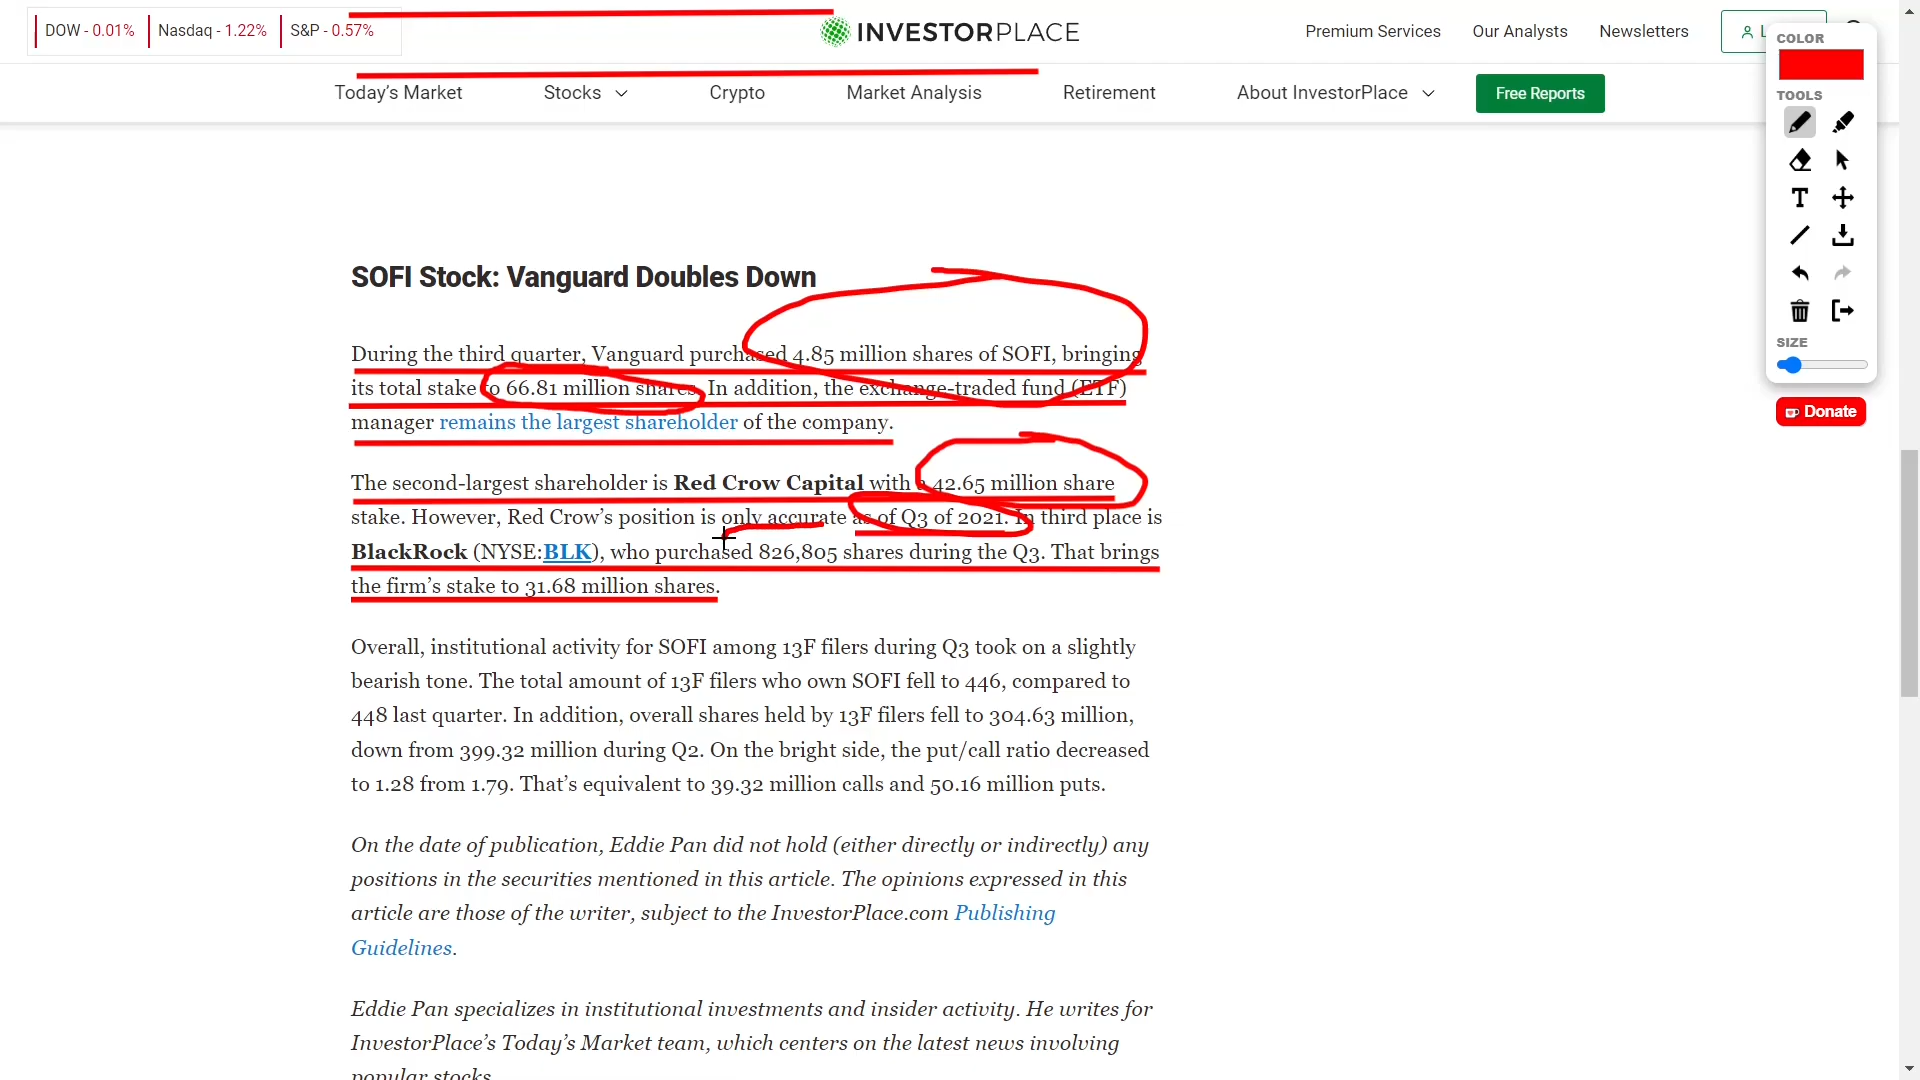 DOW - 0.01% Nasdaq - 1.22% S&P - 0.57%
INVESTORPLACE
Premium Services Our Analysts Newsletters
Today's Market Stocks Crypto Market Analysis Retirement About InvestorPlace Free Reports
COLOR
TOOLS
SIZE
Donate
SOFI Stock: Vanguard Doubles Down
During the third quarter, Vanguard purchased 4.85 million shares of SOFI, bringing
its total stake to 66.81 million shares. In addition, the exchange-traded fund (ETF)
manager remains the largest shareholder of the company.
The second-largest shareholder is Red Crow Capital with a 42.65 million share
stake. However, Red Crow's position is only accurate as of Q3 of 2021. In third place is
BlackRock (NYSE:BLK), who purchased 826,805 shares during the Q3. That brings
the firm's stake to 31.68 million shares.
Overall, institutional activity for SOFI among 13F filers during Q3 took on a slightly
bearish tone. The total amount of 13F filers who own SOFI fell to 446, compared to
448 last quarter. In addition, overall shares held by 13F filers fell to 304.63 million,
down from 399.32 million during Q2. On the bright side, the put/call ratio decreased
to 1.28 from 1.79. That's equivalent to 39.32 million calls and 50.16 million puts.
On the date of publication, Eddie Pan did not hold (either directly or indirectly) any
positions in the securities mentioned in this article. The opinions expressed in this
article are those of the writer, subject to the InvestorPlace.com Publishing
Guidelines.
Eddie Pan specializes in institutional investments and insider activity. He writes for
InvestorPlace's Today's Market team, which centers on the latest news involving
popular stocks.